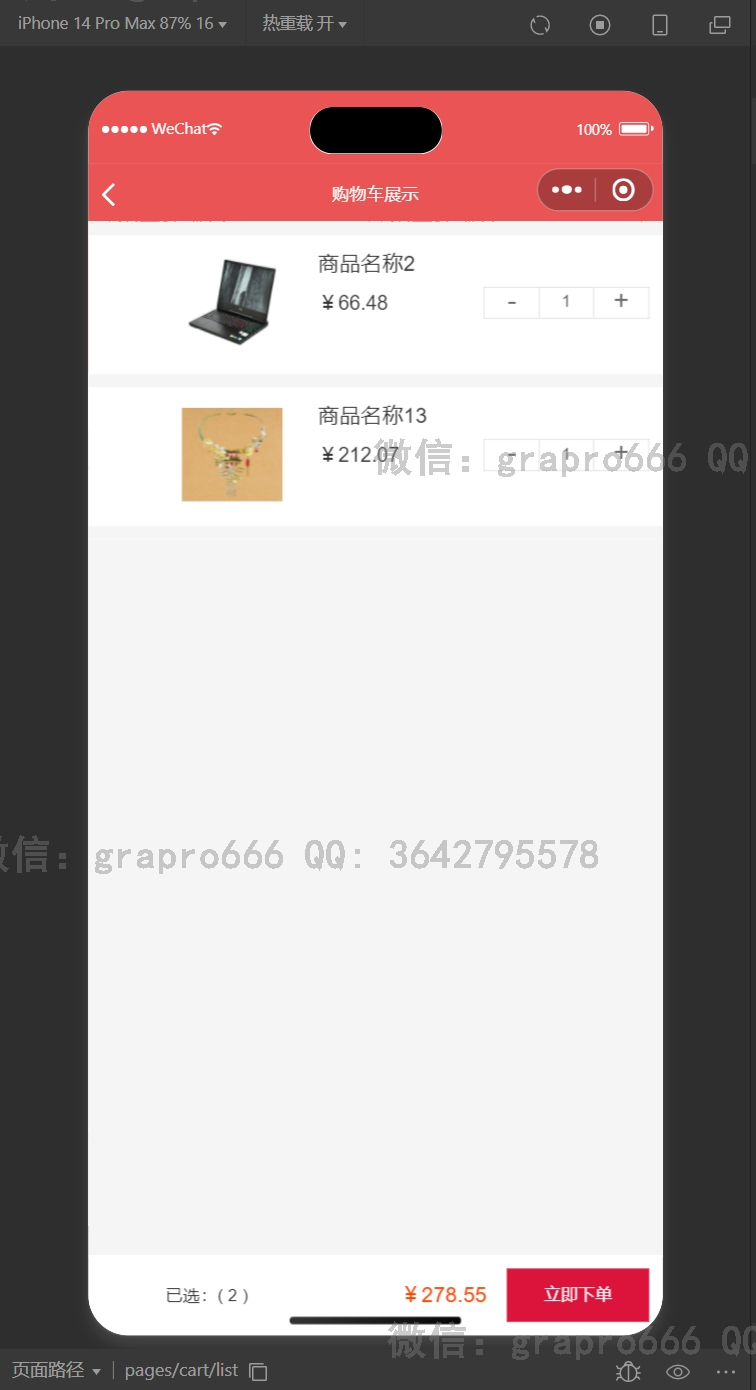 iPhone 14 Pro Max 87% 16 热重载 开
WeChat 100%
购物车展示
商品名称2
¥66.48
- 1 +
商品名称13
¥212.07
- 1 +
微信: grapro666 QQ
微信: grapro666 QQ: 3642795578
已选:( 2 )
¥278.55
立即下单
微信: grapro666 QQ
页面路径 pages/cart/list